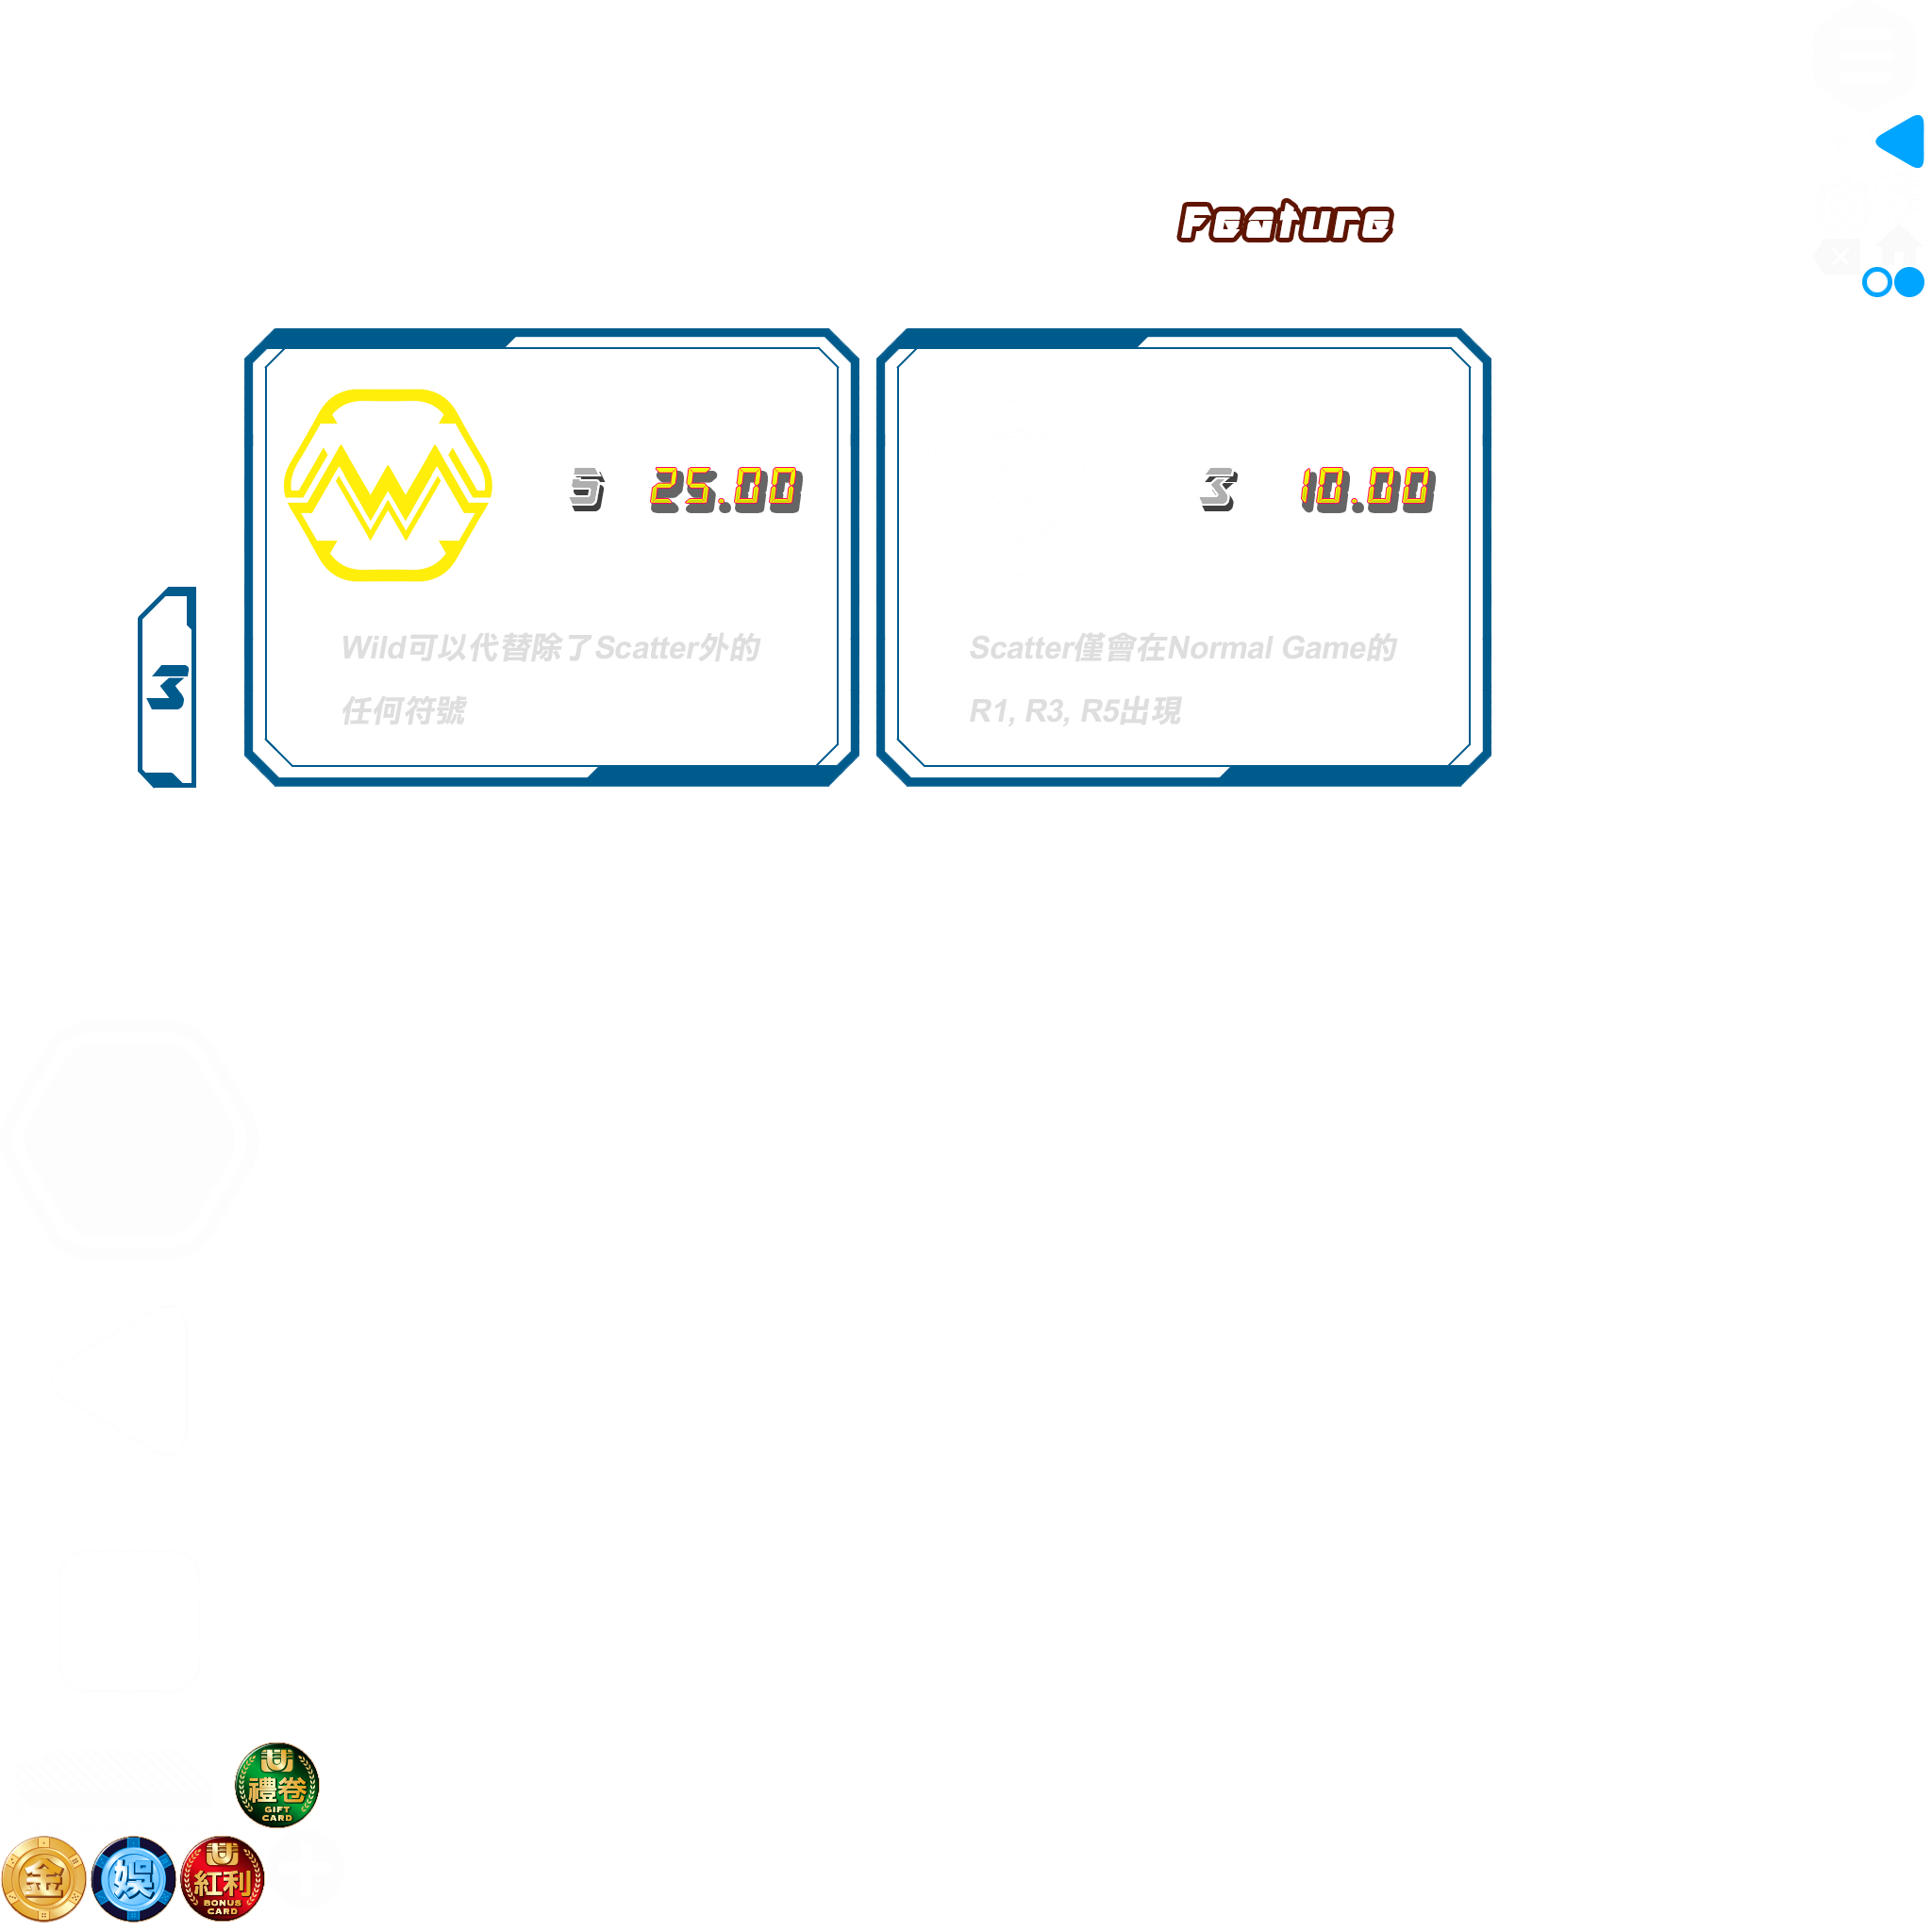 Feature
5 25.00
3 10.00
Wild可以代替除了Scatter外的
任何符號
Scatter僅會在Normal Game的
R1, R3, R5出現
3
U
禮卷
GIFT
CARD
金
娛
U
紅利
BONUS
CARD